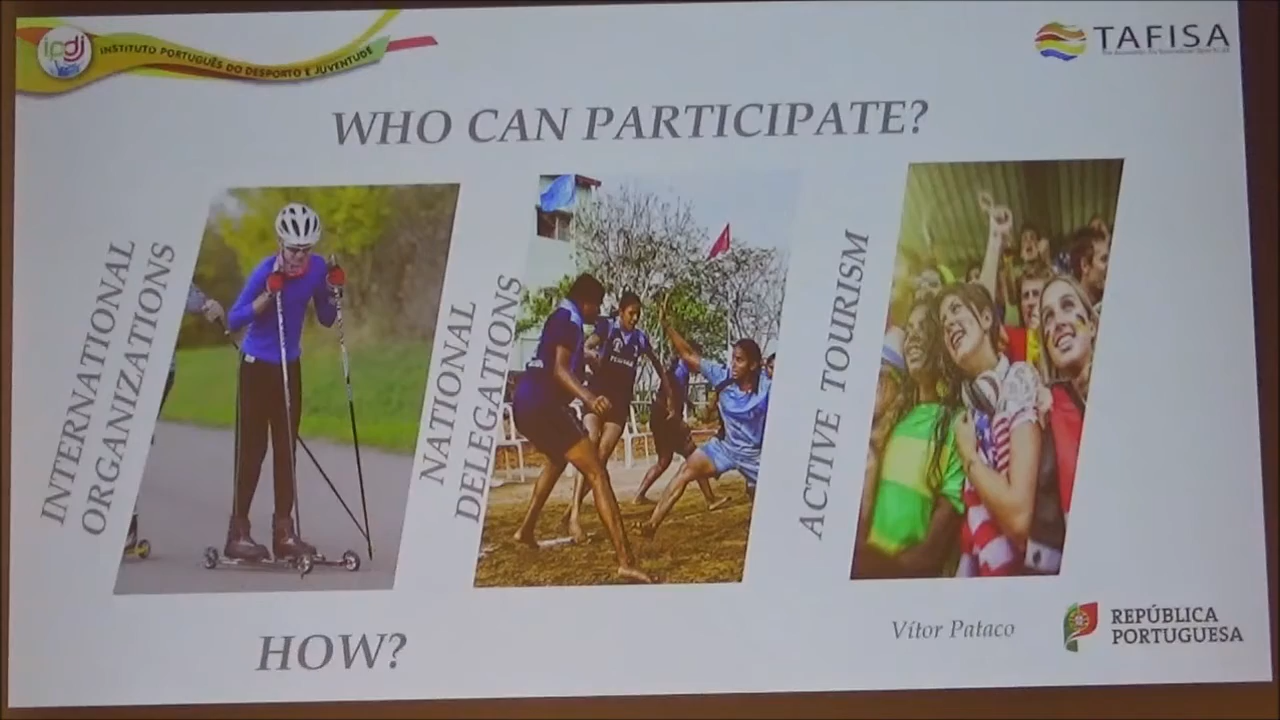 ipdj
INSTITUTO PORTUGUÊS DO DESPORTO E JUVENTUDE
TAFISA
WHO CAN PARTICIPATE?
INTERNATIONAL
ORGANIZATIONS
NATIONAL
DELEGATIONS
ACTIVE TOURISM
HOW?
Vítor Pataco
REPÚBLICA
PORTUGUESA